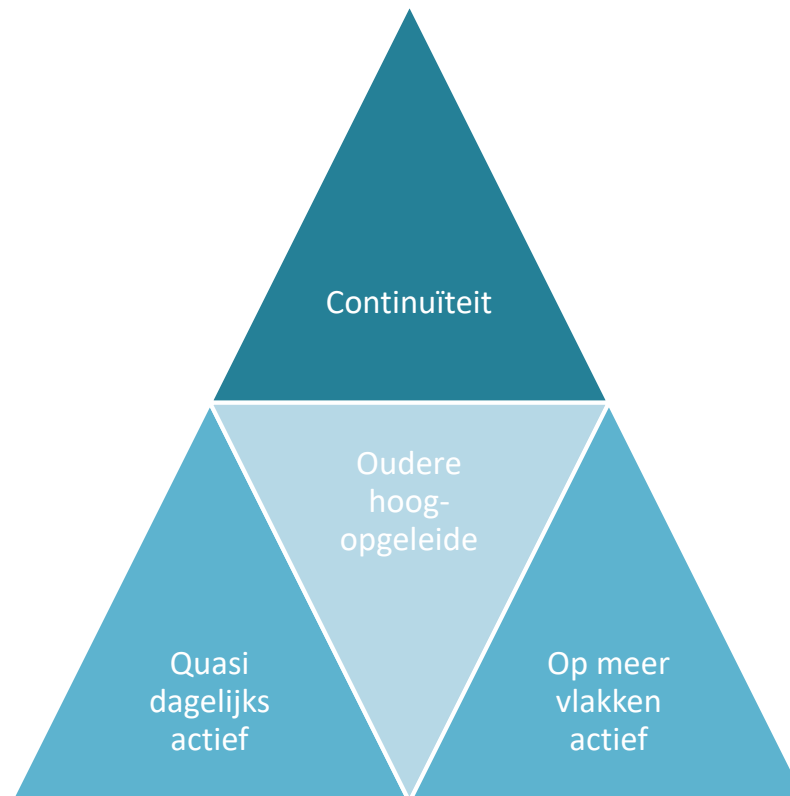 Continuïteit
Oudere
hoog-
opgeleide
Quasi
dagelijks
actief
Op meer
vlakken
actief